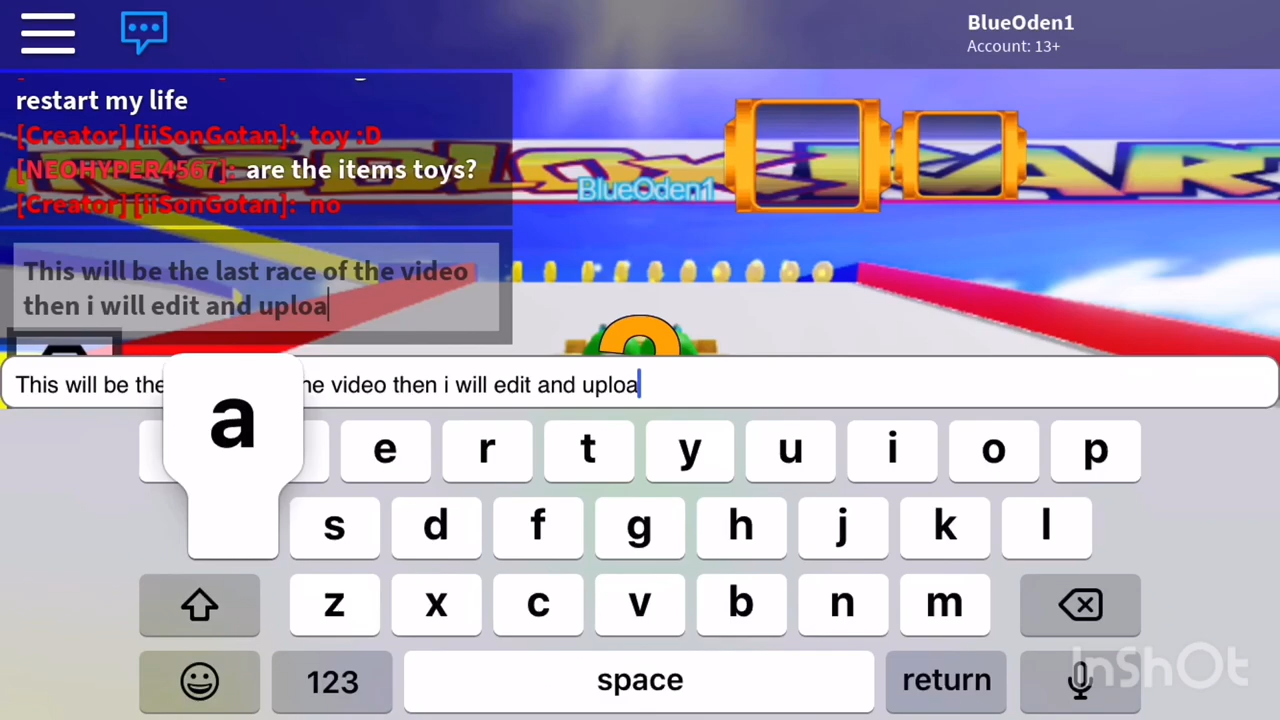 BlueOden1
Account: 13+
restart my life
[Creator] [iiSonGotan]: toy :D
[NEOHYPER4567]: are the items toys?
[Creator] [iiSonGotan]: no
BlueOden1
This will be the last race of the video
then i will edit and uploa
This will be the
ne video then i will edit and uploa
a
e r t y u i o p
s d f g h j k l
z x c v b n m
123 space return
InShOt